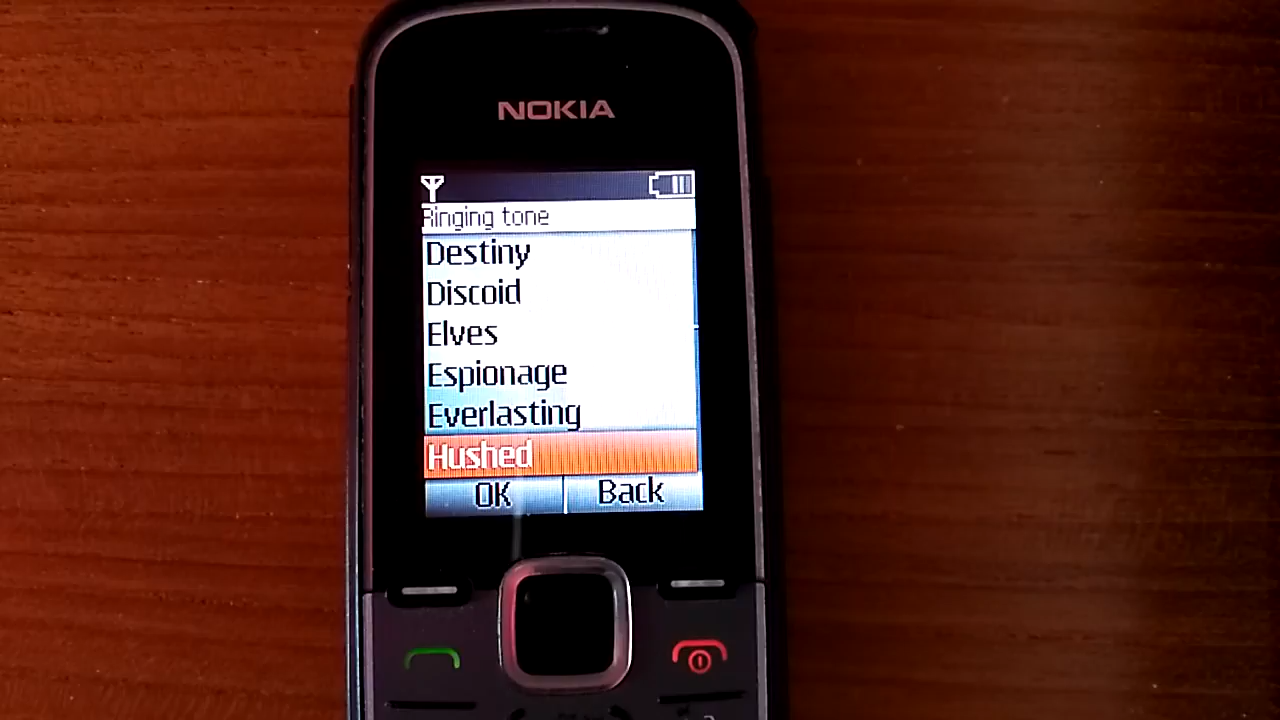 NOKIA
Ringing tone
Destiny
Discoid
Elves
Espionage
Everlasting
Hushed
OK Back